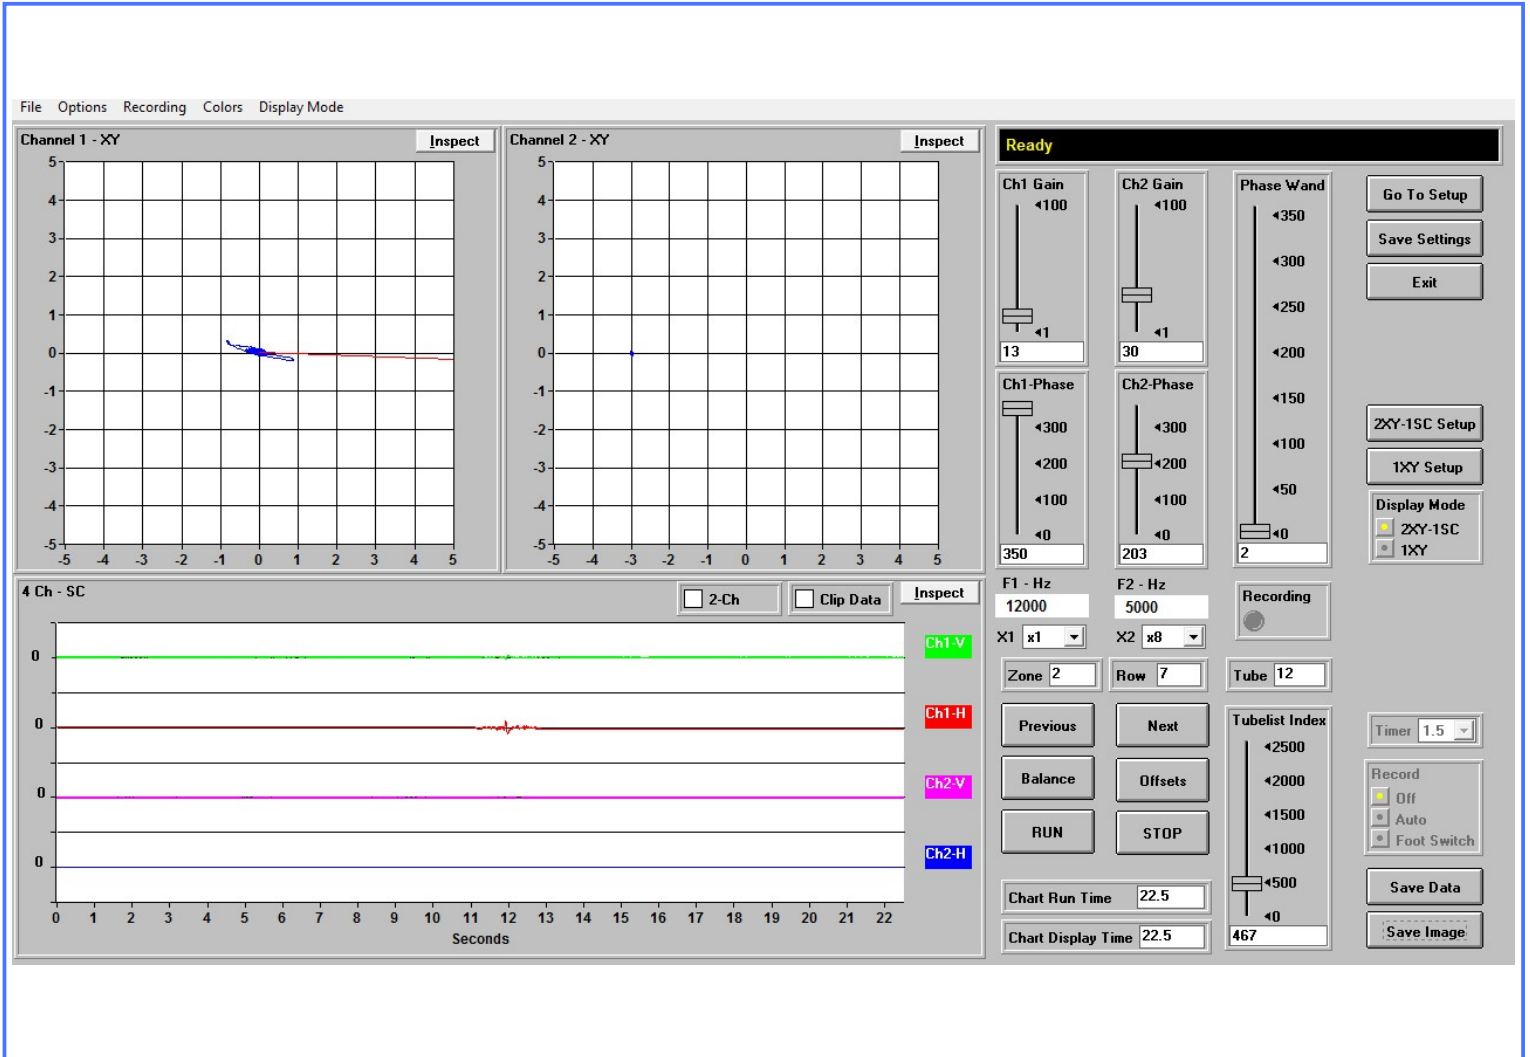 File Options Recording Colors Display Mode
Channel 1 - XY
Inspect
5
4
3
2
1
0
-1
-2
-3
-4
-5
-5 -4 -3 -2 -1 0 1 2 3 4 5
Channel 2 - XY
Inspect
5
4
3
2
1
0
-1
-2
-3
-4
-5
-5 -4 -3 -2 -1 0 1 2 3 4 5
4 Ch - SC
2-Ch
Clip Data
Inspect
0
0
0
0
Ch1-V
Ch1-H
Ch2-V
Ch2-H
0 1 2 3 4 5 6 7 8 9 10 11 12 13 14 15 16 17 18 19 20 21 22
Seconds
Ready
Ch1 Gain
100
1
13
Ch2 Gain
100
1
30
Phase Wand
350
300
250
200
150
100
50
0
2
Ch1-Phase
300
200
100
0
350
Ch2-Phase
300
200
100
0
203
Go To Setup
Save Settings
Exit
2XY-1SC Setup
1XY Setup
Display Mode
2XY-1SC
1XY
F1 - Hz
12000
F2 - Hz
5000
Recording
X1 x1
X2 x8
Zone 2
Row 7
Tube 12
Previous
Next
Balance
Offsets
RUN
STOP
Chart Run Time 22.5
Chart Display Time 22.5
Tubelist Index
2500
2000
1500
1000
500
0
467
Timer 1.5
Record
Off
Auto
Foot Switch
Save Data
Save Image